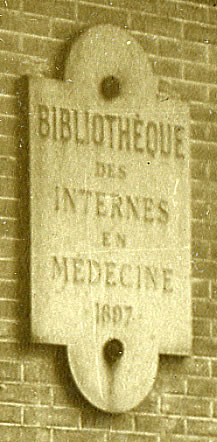 BIBLIOTHÈQUE
DES
INTERNES
EN
MÉDECINE
1897